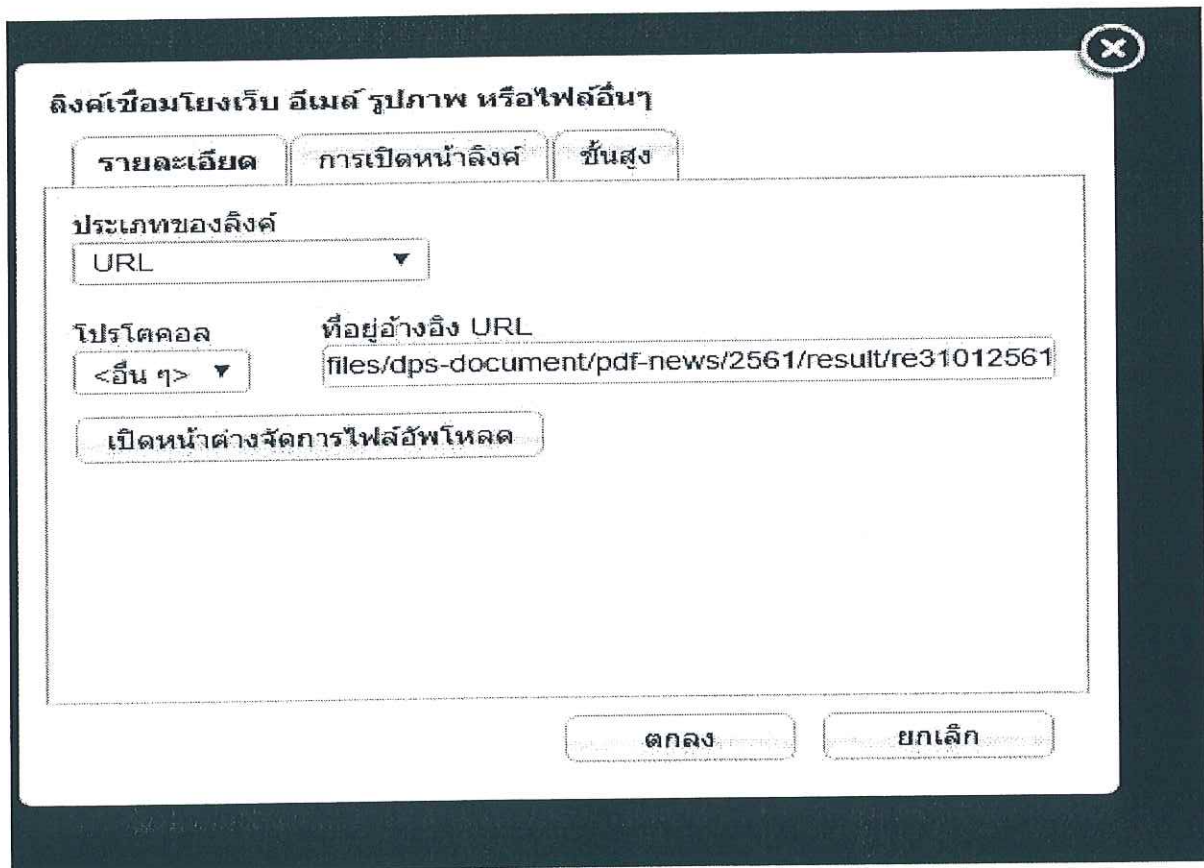 ลิงค์เชื่อมโยงเว็บ อีเมล์ รูปภาพ หรือไฟล์อื่นๆ
รายละเอียด การเปิดหน้าลิงค์ ขั้นสูง
ประเภทของลิงค์
URL
โปรโตคอล ที่อยู่อ้างอิง URL
<อื่น ๆ> files/dps-document/pdf-news/2561/result/re31012561
เปิดหน้าต่างจัดการไฟล์อัพโหลด
ตกลง ยกเลิก